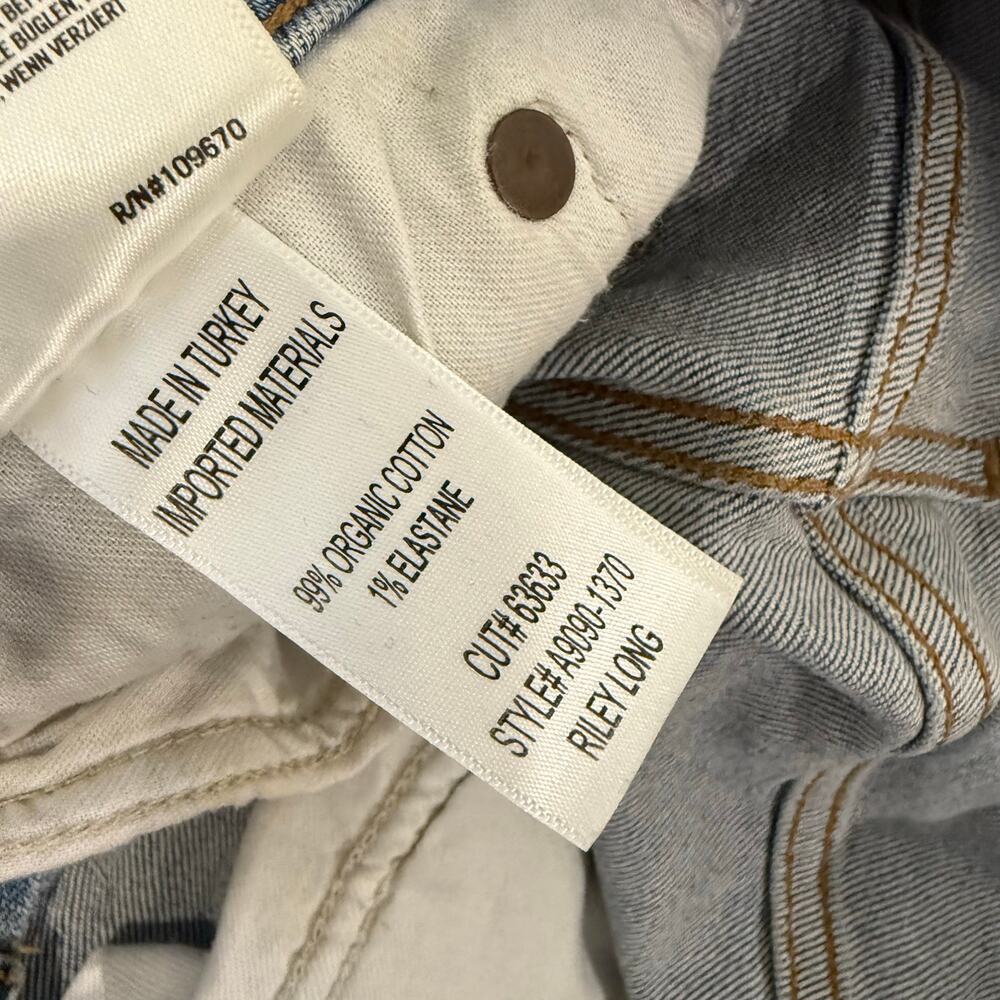 E BÜGLEN,
, WENN VERZIERT
R/N#109670
MADE IN TURKEY
IMPORTED MATERIALS
99% ORGANIC COTTON
1% ELASTANE
CUT# 63633
STYLE# A9090-1370
RILEY LONG